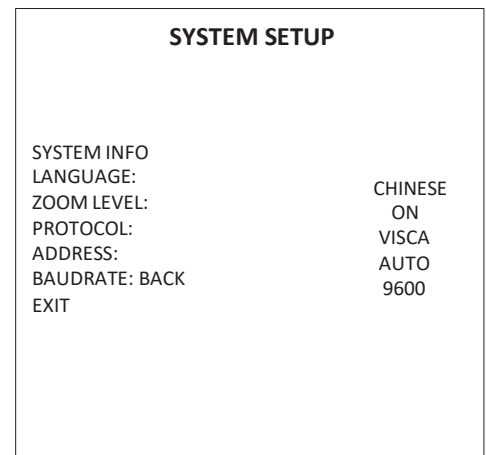 SYSTEM SETUP
SYSTEM INFO
LANGUAGE:
ZOOM LEVEL:
PROTOCOL:
ADDRESS:
BAUDRATE: BACK
EXIT
CHINESE
ON
VISCA
AUTO
9600